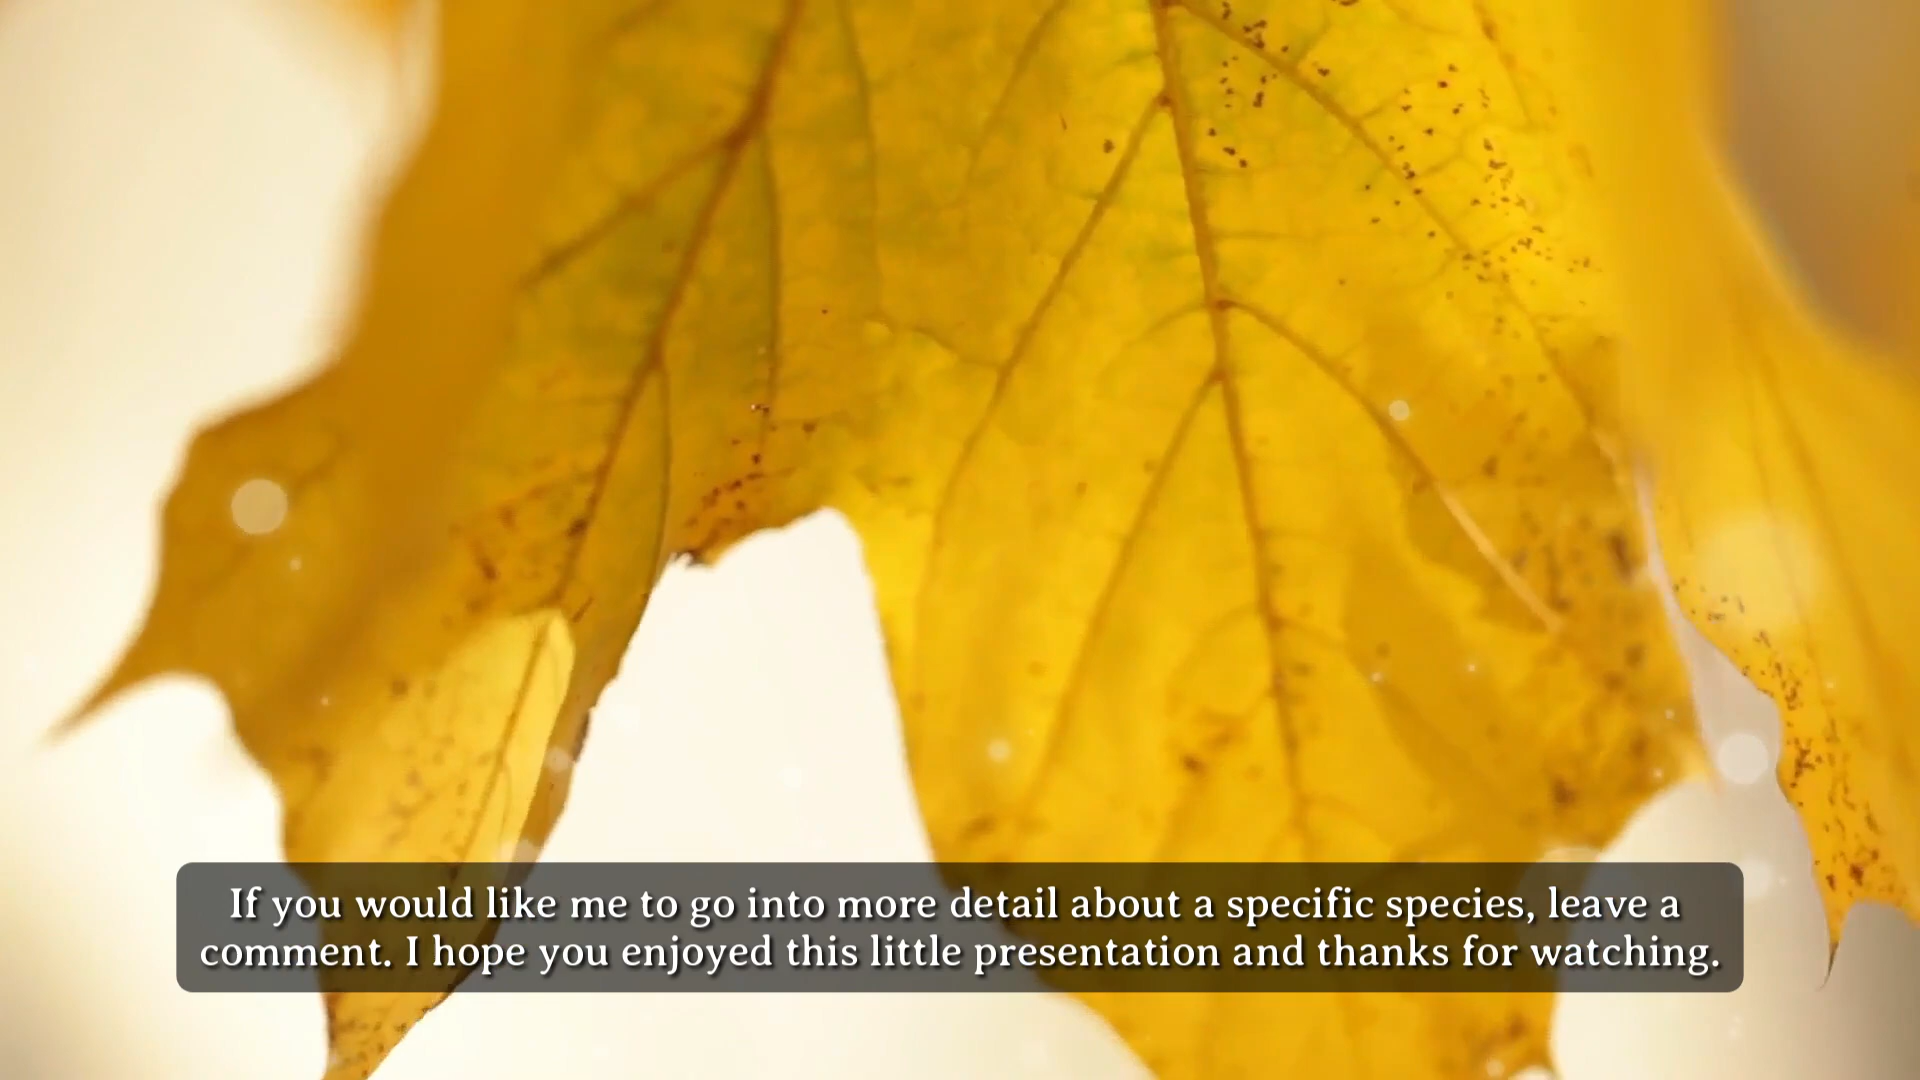 If you would like me to go into more detail about a specific species, leave a
comment. I hope you enjoyed this little presentation and thanks for watching.